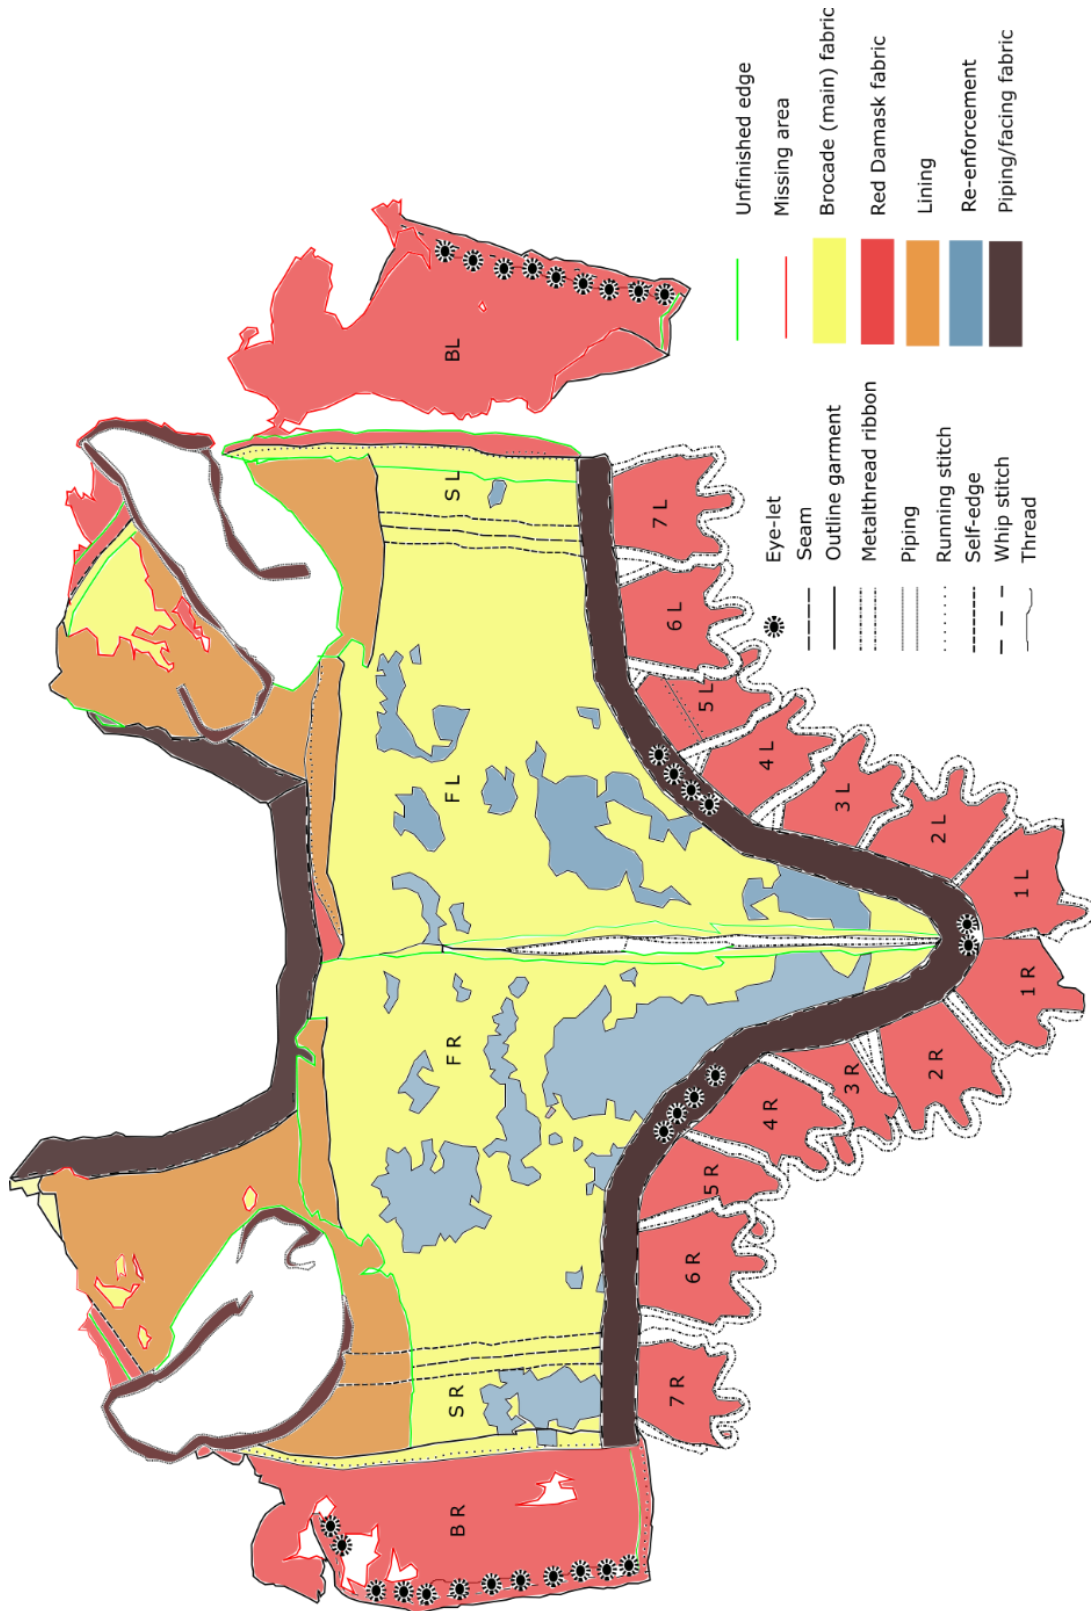 Unfinished edge
Missing area
Brocade (main) fabric
Red Damask fabric
Lining
Re-enforcement
Piping/facing fabric
Eye-let
Seam
Outline garment
Metalthread ribbon
Piping
Running stitch
Self-edge
Whip stitch
Thread
BL
S L
F L
F R
S R
B R
7 L
6 L
5 L
4 L
3 L
2 L
1 L
1 R
2 R
3 R
4 R
5 R
6 R
7 R